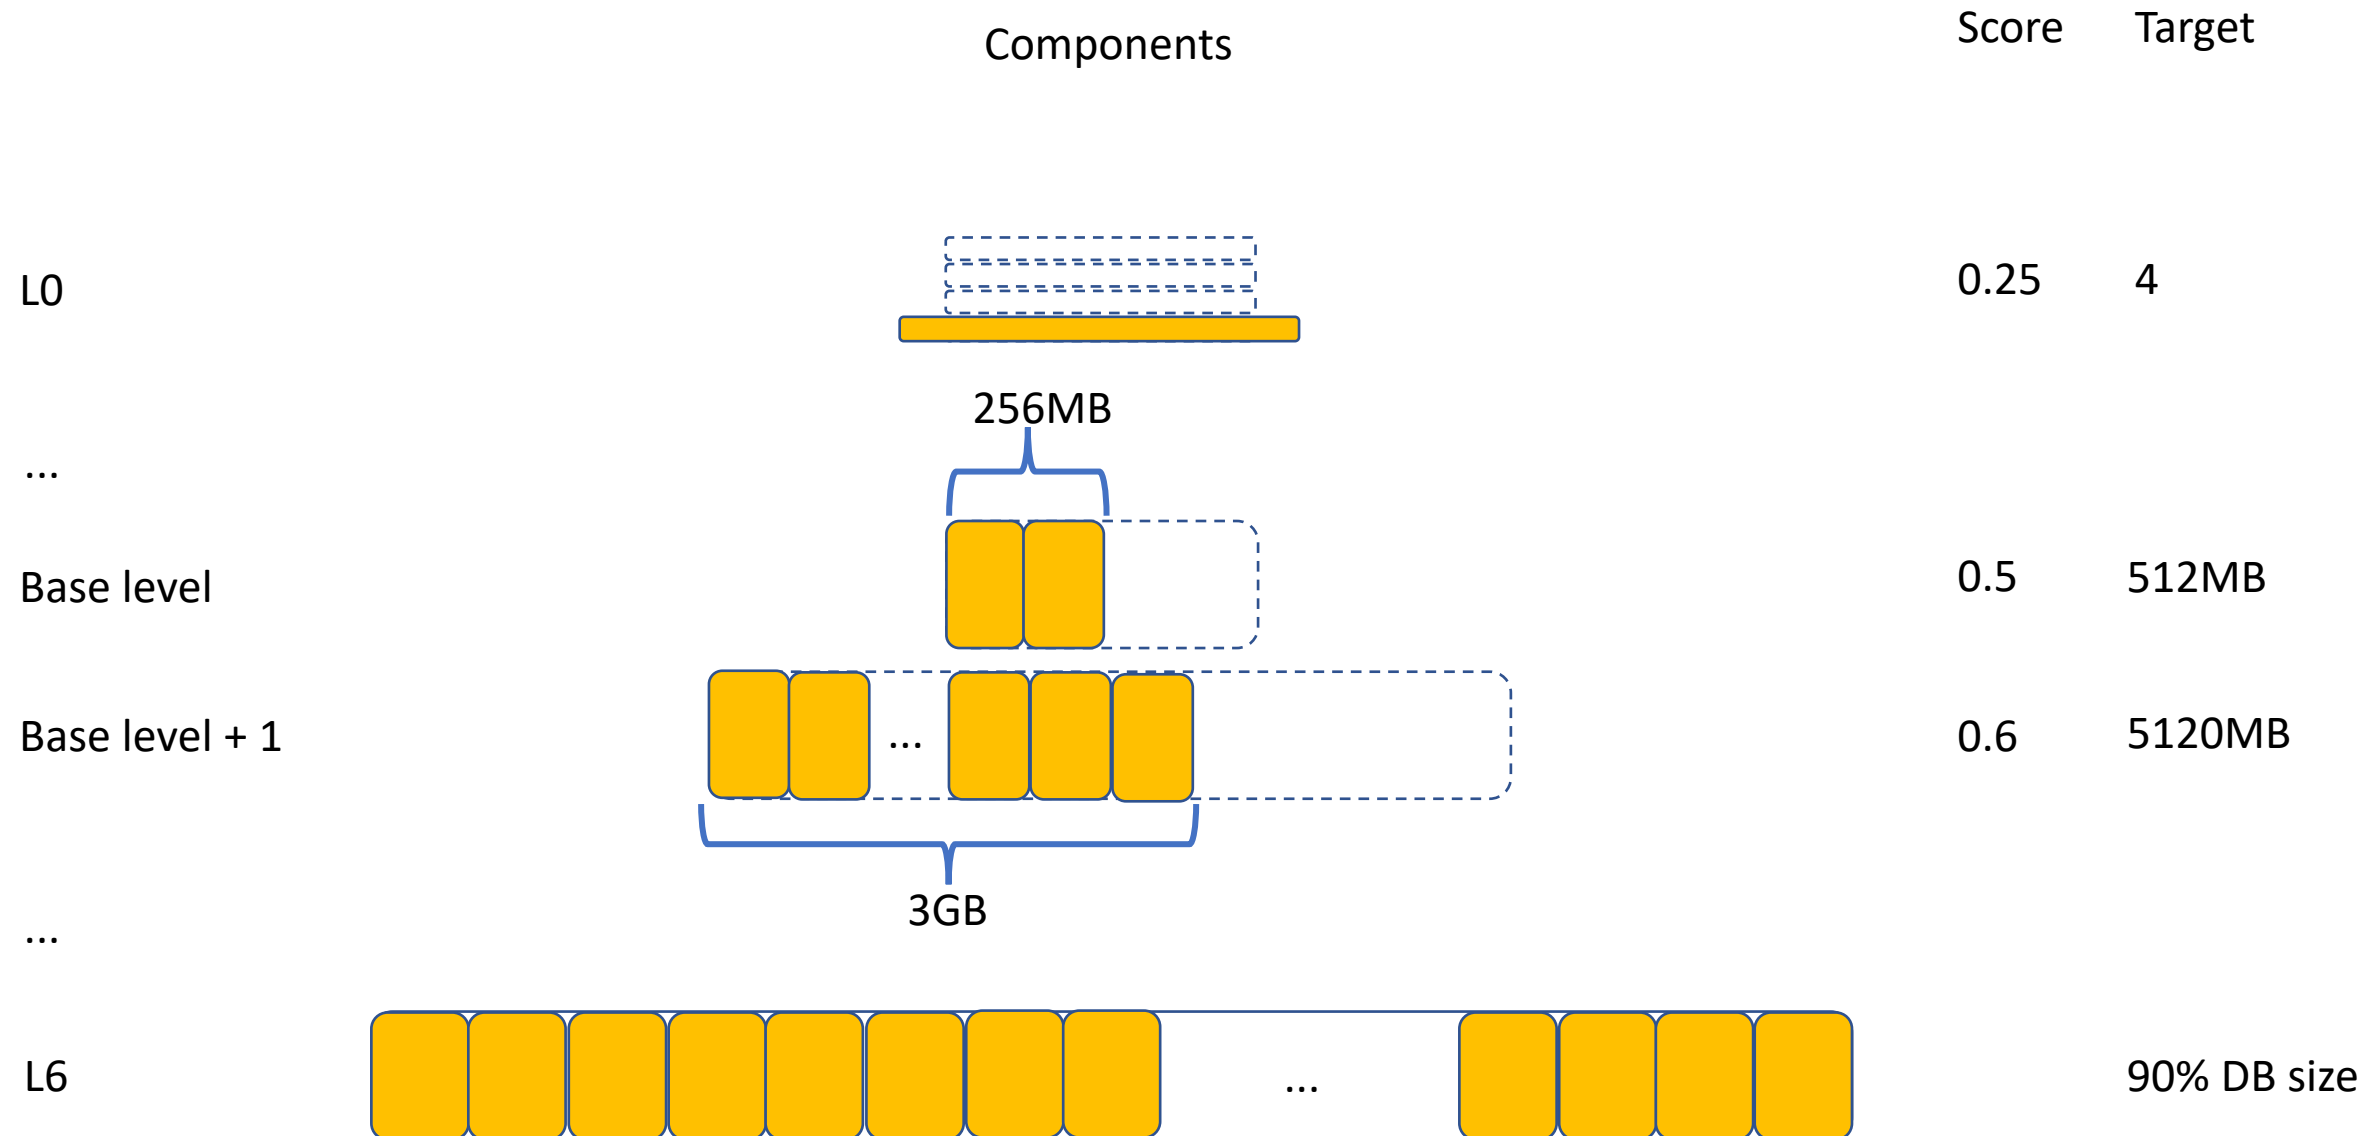 Components
Score
Target
L0
0.25
4
256MB
...
Base level
0.5
512MB
Base level + 1
...
0.6
5120MB
3GB
...
L6
...
90% DB size